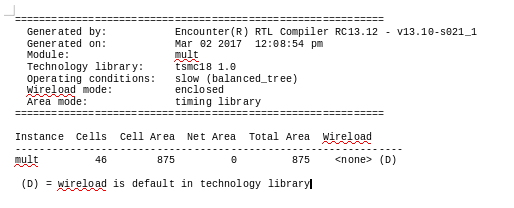 ============================================================
Generated by: Encounter(R) RTL Compiler RC13.12 - v13.10-s021_1
Generated on: Mar 02 2017 12:08:54 pm
Module: mult
Technology library: tsmc18 1.0
Operating conditions: slow (balanced_tree)
Wireload mode: enclosed
Area mode: timing library
============================================================
Instance Cells Cell Area Net Area Total Area Wireload
-----------------------------------------------------------------
mult 46 875 0 875 <none> (D)
(D) = wireload is default in technology library